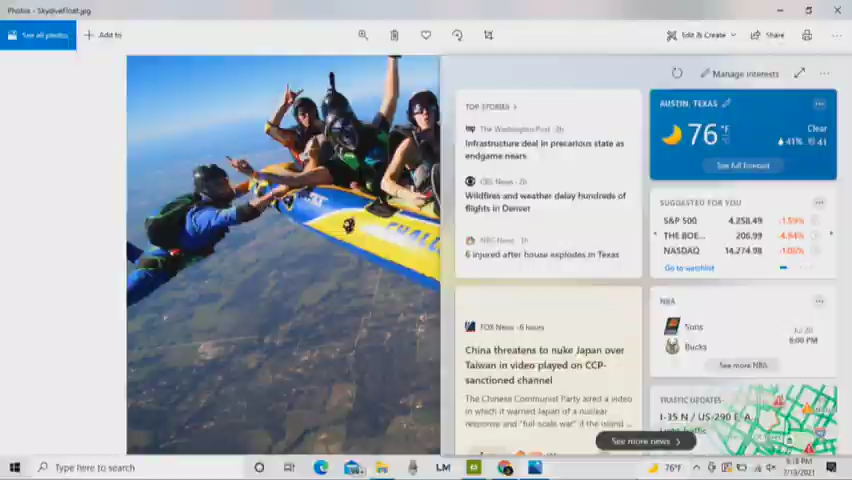 Photos - SkydiveFloat.jpg
See all photos
Add to
Edit & Create
Share
Manage interests
TOP STORIES
The Washington Post · 2h
Infrastructure deal in precarious state as
endgame nears
CBS News · 2h
Wildfires and weather delay hundreds of
flights in Denver
NBC News · 1h
6 injured after house explodes in Texas
AUSTIN, TEXAS
76 °F
Clear
41%
41
See full forecast
SUGGESTED FOR YOU
S&P 500 4,258.49 -1.59%
THE BOE... 206.99 -4.94%
NASDAQ 14,274.98 -1.06%
Go to watchlist
FOX News · 6 hours
China threatens to nuke Japan over
Taiwan in video played on CCP-
sanctioned channel
The Chinese Communist Party aired a video
in which it warned Japan of a nuclear
response and "full-scale war" if the island ...
NBA
Suns
Bucks
Jul 20
6:00 PM
See more NBA
TRAFFIC UPDATES
I-35 N / US-290 E
See more news
Type here to search
LM
76°F
7/19/2021